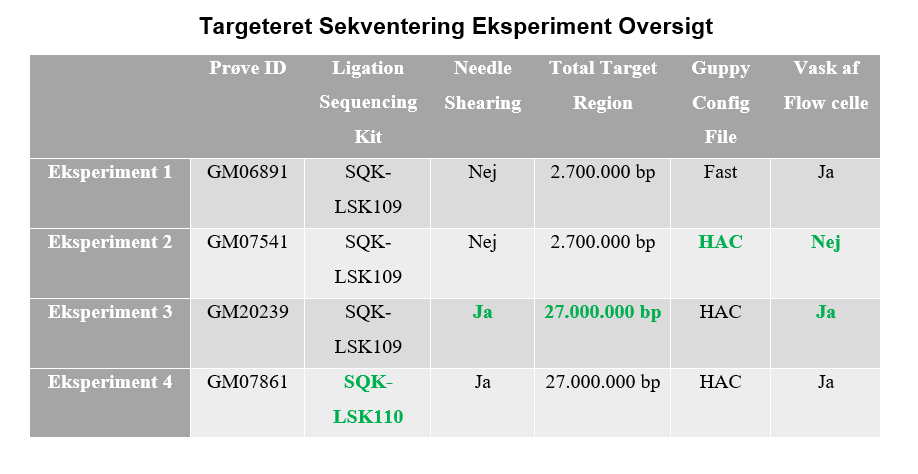 Targeteret Sekventering Eksperiment Oversigt
Prøve ID Ligation Needle Total Target Guppy Vask af
Sequencing Shearing Region Config Flow celle
Kit File
Eksperiment 1 GM06891 SQK- Nej 2.700.000 bp Fast Ja
LSK109
Eksperiment 2 GM07541 SQK- Nej 2.700.000 bp HAC Nej
LSK109
Eksperiment 3 GM20239 SQK- Ja 27.000.000 bp HAC Ja
LSK109
Eksperiment 4 GM07861 SQK- Ja 27.000.000 bp HAC Ja
LSK110